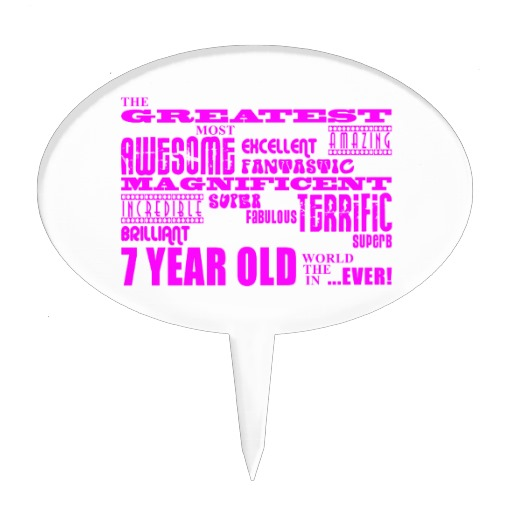 THE
GREATEST
MOST
AWESOME EXCELLENT AMAZING
FANTASTIC
MAGNIFICENT
INCREDIBLE SUPER FABULOUS TERRIFIC
BRILLIANT SUPERB
7 YEAR OLD WORLD
THE
IN ...EVER!